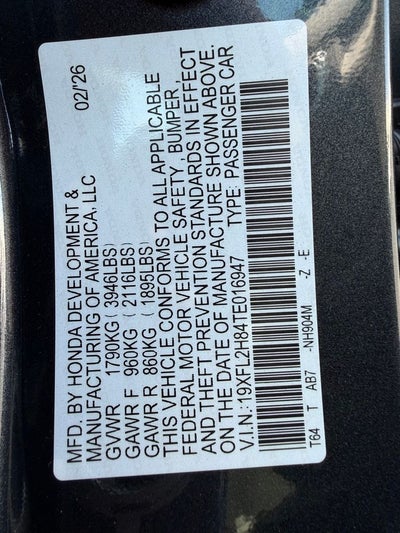 MFD. BY HONDA DEVELOPMENT & 02/'26
MANUFACTURING OF AMERICA, LLC
GVWR 1790KG ( 3946LBS)
GAWR F 960KG ( 2116LBS)
GAWR R 860KG ( 1895LBS)
THIS VEHICLE CONFORMS TO ALL APPLICABLE
FEDERAL MOTOR VEHICLE SAFETY, BUMPER,
AND THEFT PREVENTION STANDARDS IN EFFECT
ON THE DATE OF MANUFACTURE SHOWN ABOVE.
V.I.N.: 19XFL2H84TE016947 TYPE: PASSENGER CAR
T64 T AB7 -NH904M -Z -E